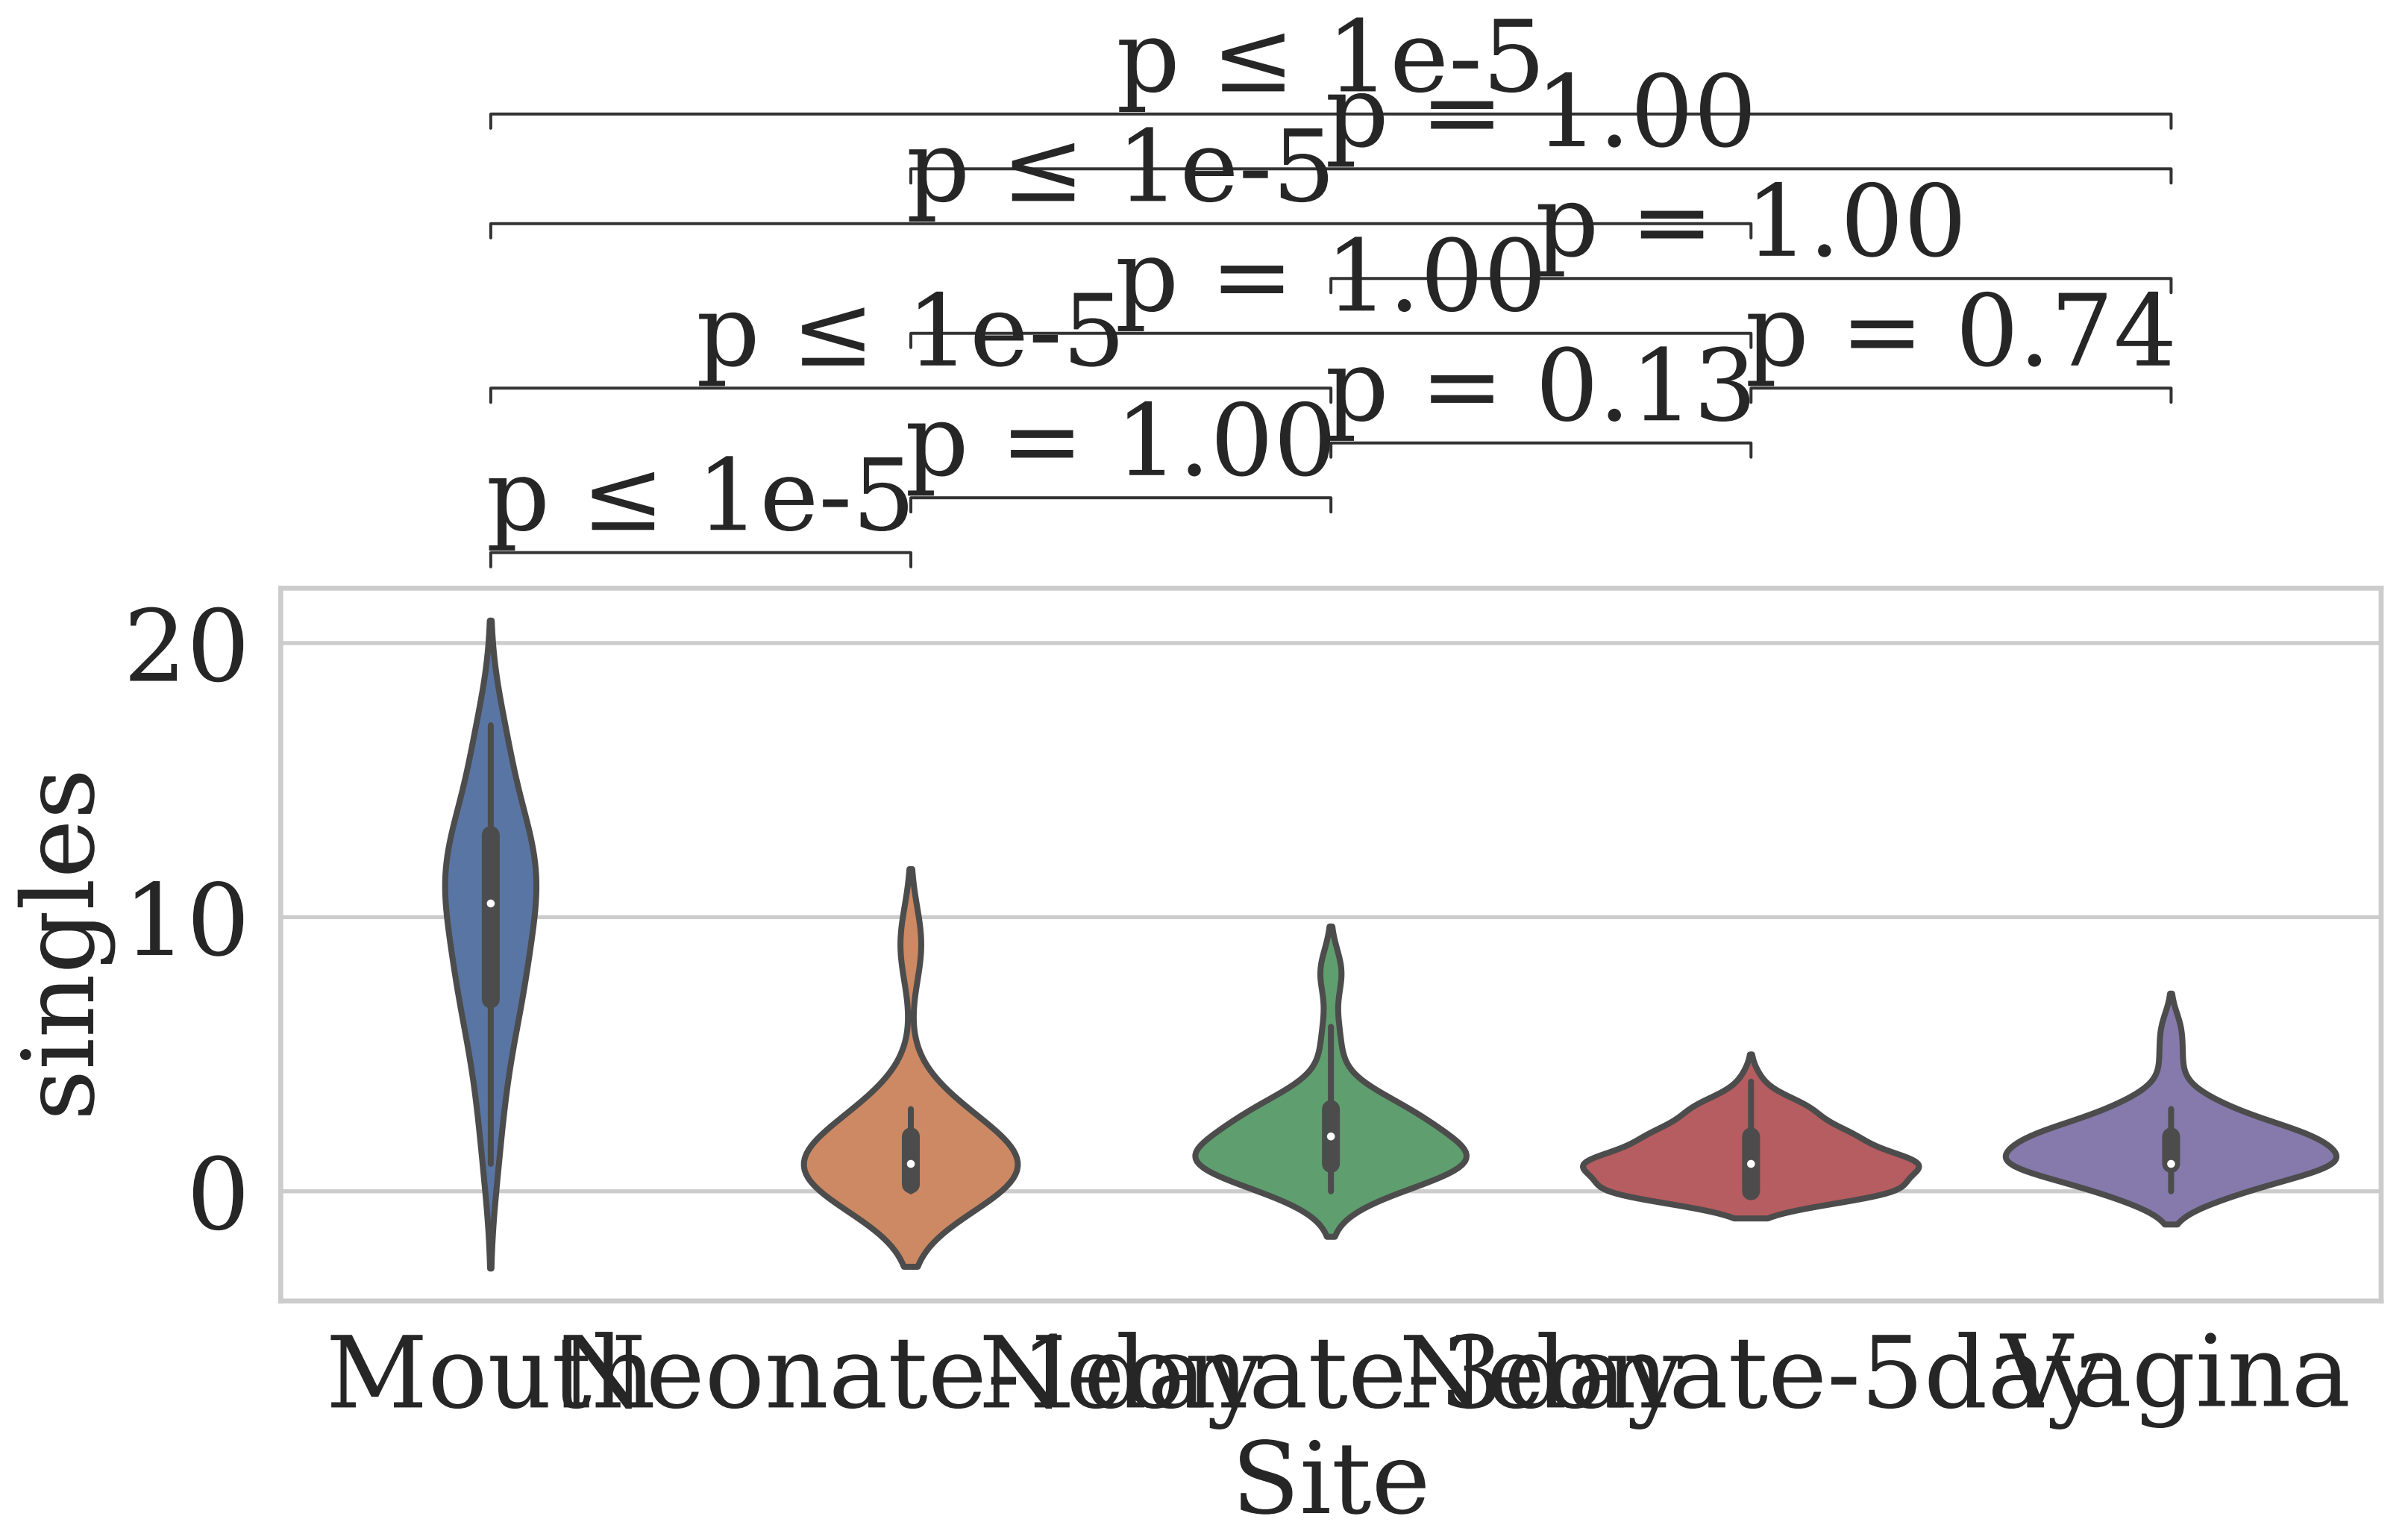 p ≤ 1e-5
p = 1.00
p ≤ 1e-5
p = 1.00
p = 1.00
p ≤ 1e-5
p = 0.74
p = 0.13
p = 1.00
p ≤ 1e-5
20
10
0
singles
Mouth
Neonate-1day
Neonate-3day
Neonate-5day
Vagina
Site